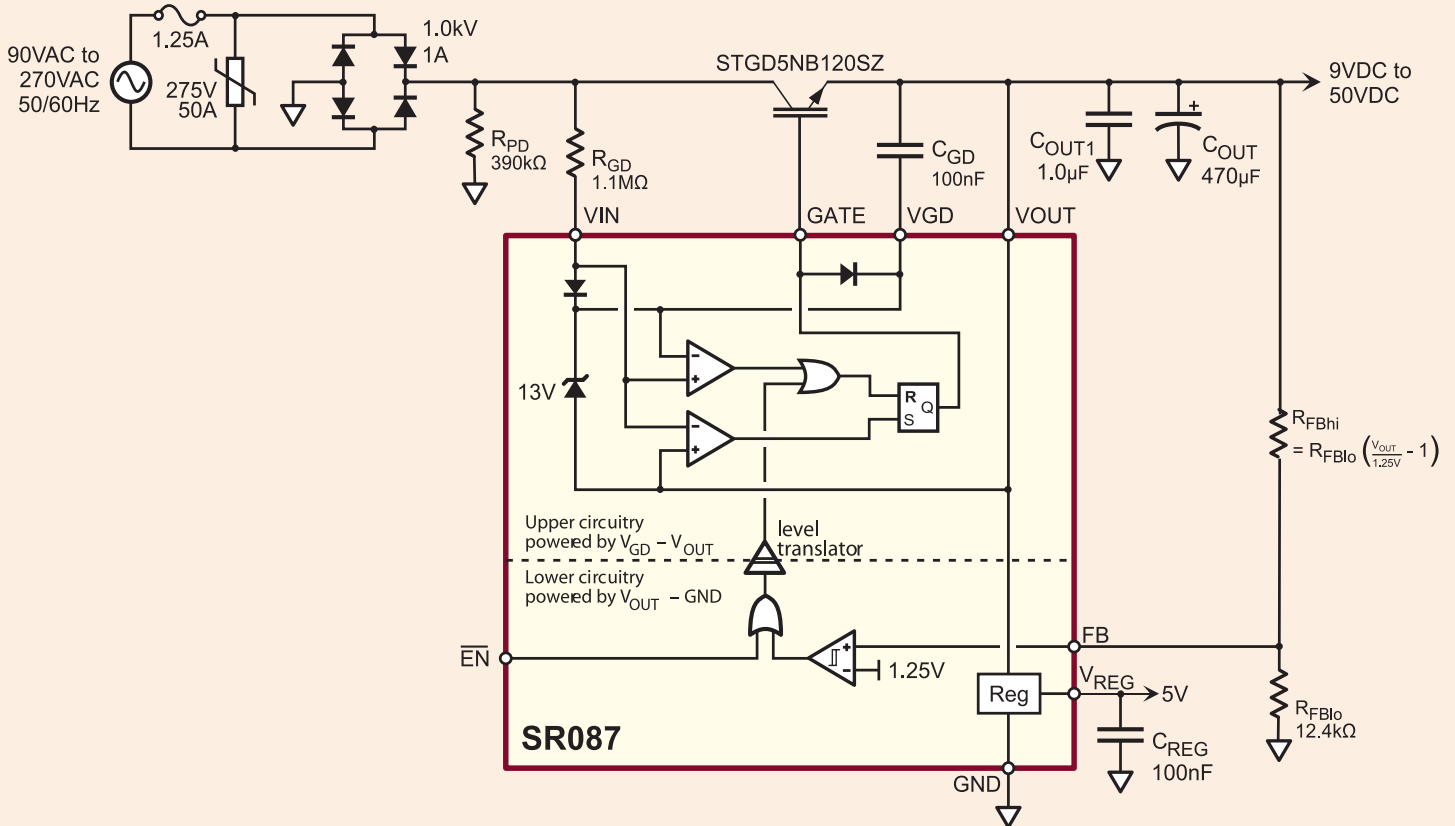 90VAC to
270VAC
50/60Hz
1.25A
275V
50A
1.0kV
1A
STGD5NB120SZ
9VDC to
50VDC
RPD
390kΩ
RGD
1.1MΩ
CGD
100nF
COUT1
1.0µF
COUT
470µF
+
VIN
GATE
VGD
VOUT
13V
-
+
-
+
R
S
Q
RFBhi
= RFBlo (VOUT/1.25V - 1)
Upper circuitry
powered by VGD – VOUT
level
translator
Lower circuitry
powered by VOUT – GND
EN
+
-
1.25V
FB
VREG
5V
Reg
RFBlo
12.4kΩ
CREG
100nF
SR087
GND